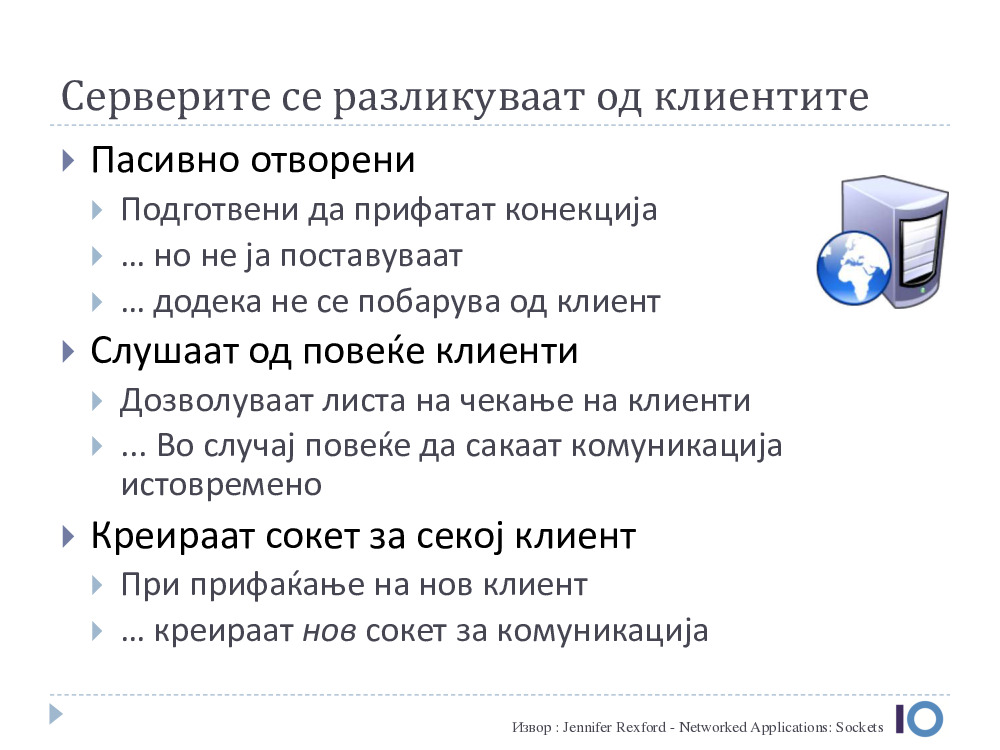 Серверите се разликуваат од клиентите
Пасивно отворени
Подготвени да прифатат конекција
… но не ја поставуваат
… додека не се побарува од клиент
Слушаат од повеќе клиенти
Дозволуваат листа на чекање на клиенти
... Во случај повеќе да сакаат комуникација
истовремено
Креираат сокет за секој клиент
При прифаќање на нов клиент
… креираат нов сокет за комуникација
Извор : Jennifer Rexford - Networked Applications: Sockets
10